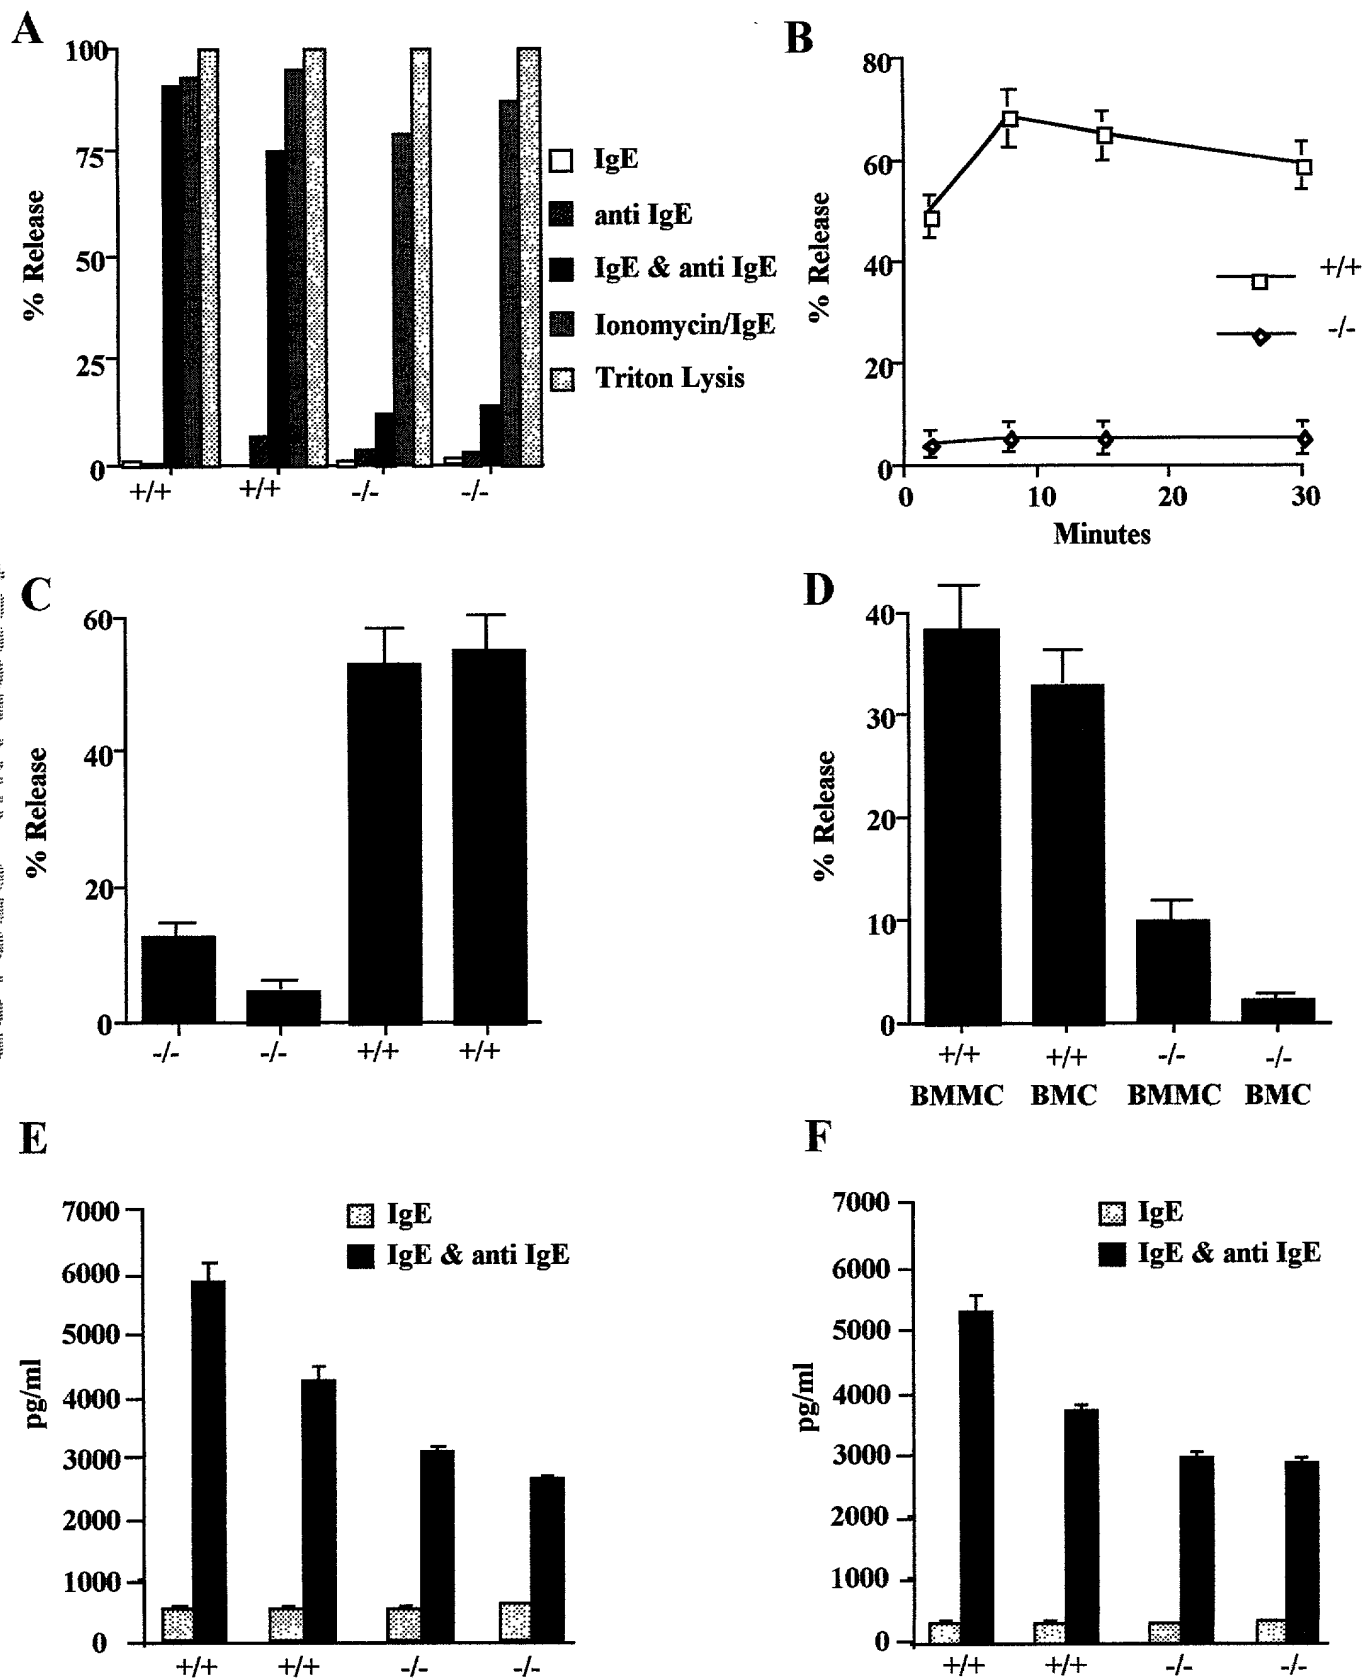 A
100
75
50
25
0
% Release
+/+
+/+
-/-
-/-
IgE
anti IgE
IgE & anti IgE
Ionomycin/IgE
Triton Lysis
B
80
60
40
20
0
% Release
0
10
20
30
Minutes
+/+
-/-
C
60
40
20
0
% Release
-/-
-/-
+/+
+/+
D
40
30
20
10
0
% Release
+/+
+/+
-/-
-/-
BMMC
BMC
BMMC
BMC
E
7000
6000
5000
4000
3000
2000
1000
0
pg/ml
IgE
IgE & anti IgE
+/+
+/+
-/-
-/-
F
7000
6000
5000
4000
3000
2000
1000
0
pg/ml
IgE
IgE & anti IgE
+/+
+/+
-/-
-/-